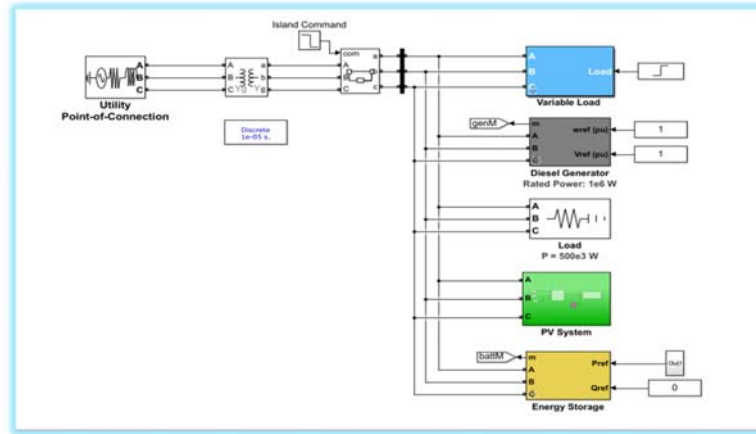 Island Command
com
A
B
C
A
B
C
a
b
c
A
B
C
a
b
c
Utility
Point-of-Connection
Discrete
1e-05 s.
A
B
C
Load
Variable Load
genM
m
A
B
C
wref (pu)
1
Vref (pu)
1
Diesel Generator
Rated Power: 1e6 W
A
B
C
Load
P = 500e3 W
A
B
C
PV System
battM
m
A
B
C
Pref
Out1
Qref
0
Energy Storage